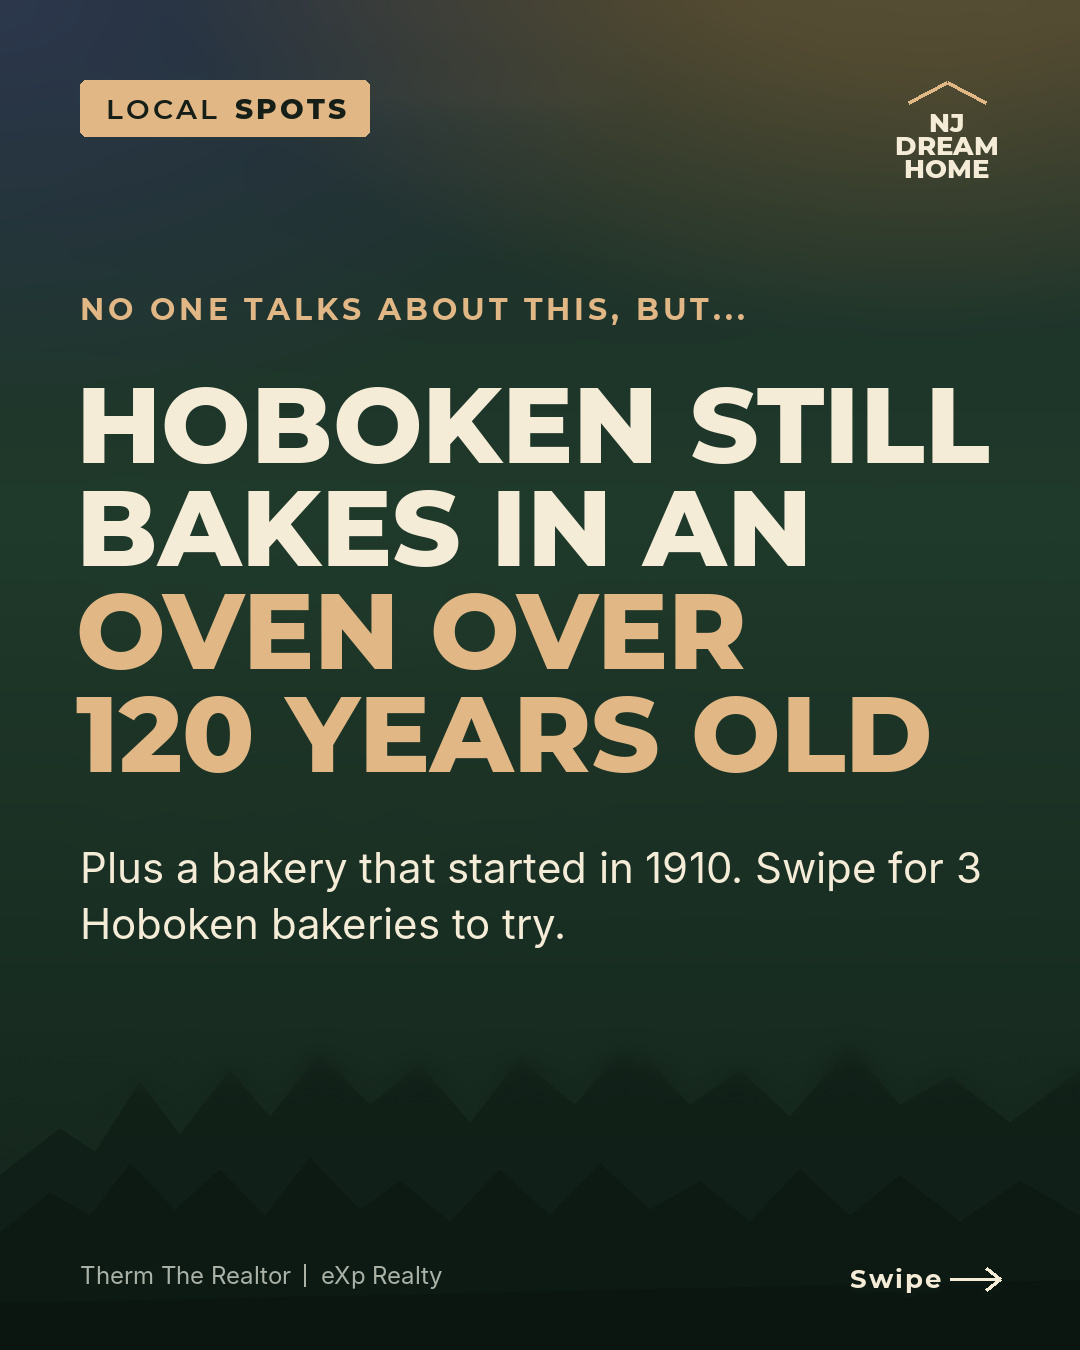 LOCAL SPOTS
NJ
DREAM
HOME
NO ONE TALKS ABOUT THIS, BUT...
HOBOKEN STILL
BAKES IN AN
OVEN OVER
120 YEARS OLD
Plus a bakery that started in 1910. Swipe for 3
Hoboken bakeries to try.
Therm The Realtor | eXp Realty
Swipe